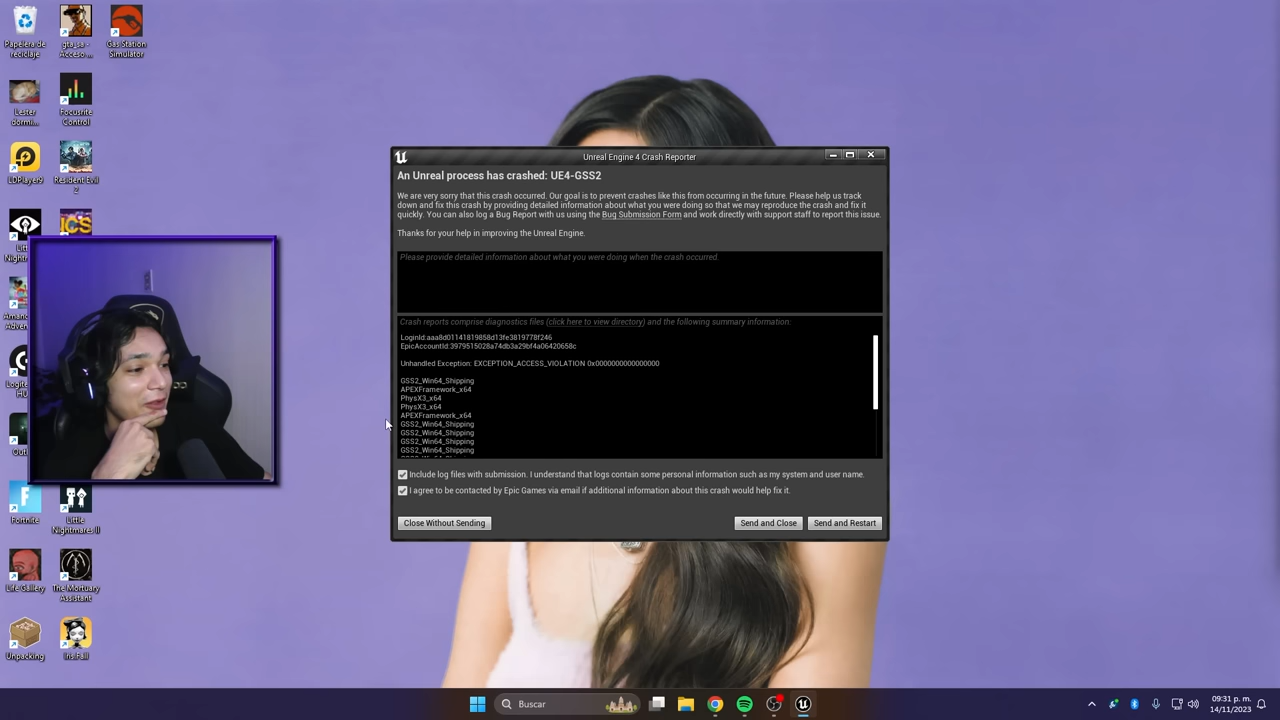 Papelera de
reciclaje
gta_sa -
Acceso ...
Gas Station
Simulator
Lester
dormi...
Focusrite
Control
LDPlayer9
Resident Evil
2
Unreal Engine 4 Crash Reporter
An Unreal process has crashed: UE4-GSS2
We are very sorry that this crash occurred. Our goal is to prevent crashes like this from occurring in the future. Please help us track
down and fix this crash by providing detailed information about what you were doing so that we may reproduce the crash and fix it
quickly. You can also log a Bug Report with us using the Bug Submission Form and work directly with support staff to report this issue.
Thanks for your help in improving the Unreal Engine.
Please provide detailed information about what you were doing when the crash occurred.
Crash reports comprise diagnostics files (click here to view directory) and the following summary information:
LoginId:aaa8d01141819858d13fe3819778f246
EpicAccountId:3979515028a74db3a29bf4a06420658c
Unhandled Exception: EXCEPTION_ACCESS_VIOLATION 0x0000000000000000
GSS2_Win64_Shipping
APEXFramework_x64
PhysX3_x64
PhysX3_x64
APEXFramework_x64
GSS2_Win64_Shipping
GSS2_Win64_Shipping
GSS2_Win64_Shipping
GSS2_Win64_Shipping
Include log files with submission. I understand that logs contain some personal information such as my system and user name.
I agree to be contacted by Epic Games via email if additional information about this crash would help fix it.
Close Without Sending
Send and Close
Send and Restart
Fortnite
Little
Nightmares II
Life Gallery
The Mortuary
Assistant
Unpacking
Iris.Fall
Buscar
09:31 p. m.
14/11/2023